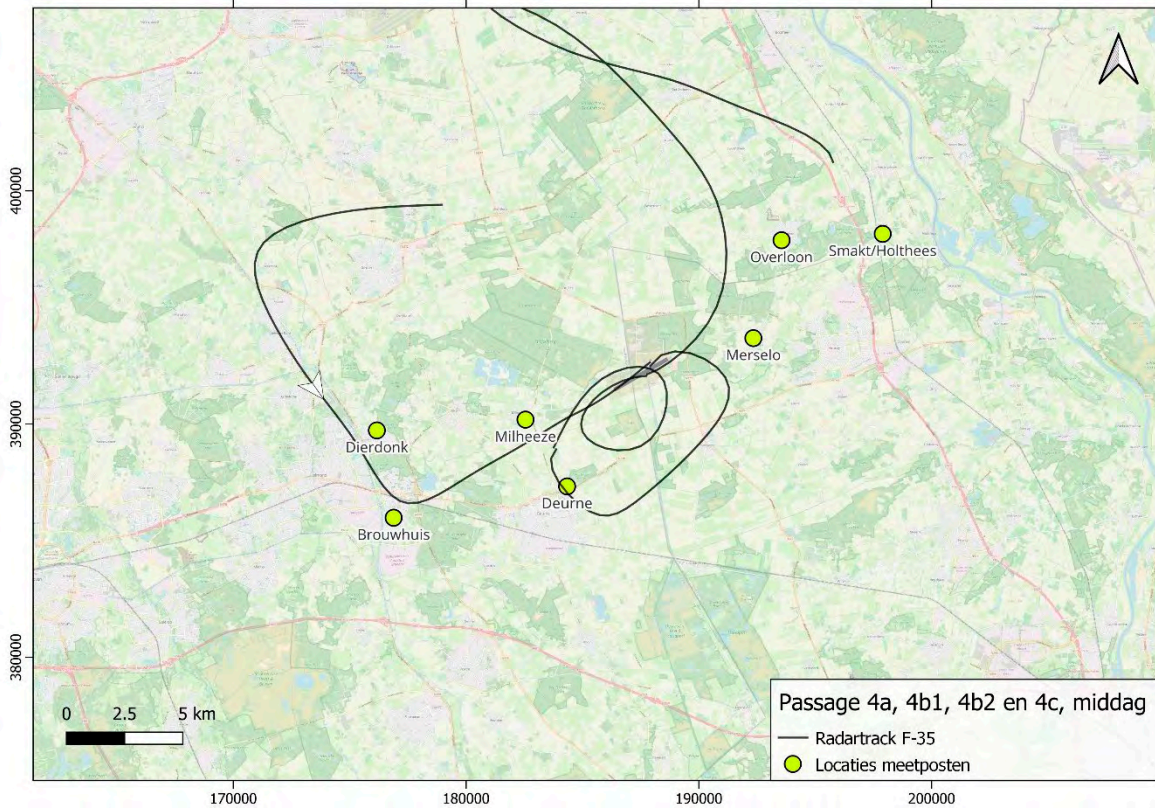 400000
390000
380000
Overloon
Smakt/Holthees
Merselo
Milheeze
Dierdonk
Deurne
Brouwhuis
0 2.5 5 km
Passage 4a, 4b1, 4b2 en 4c, middag
Radartrack F-35
Locaties meetposten
170000 180000 190000 200000